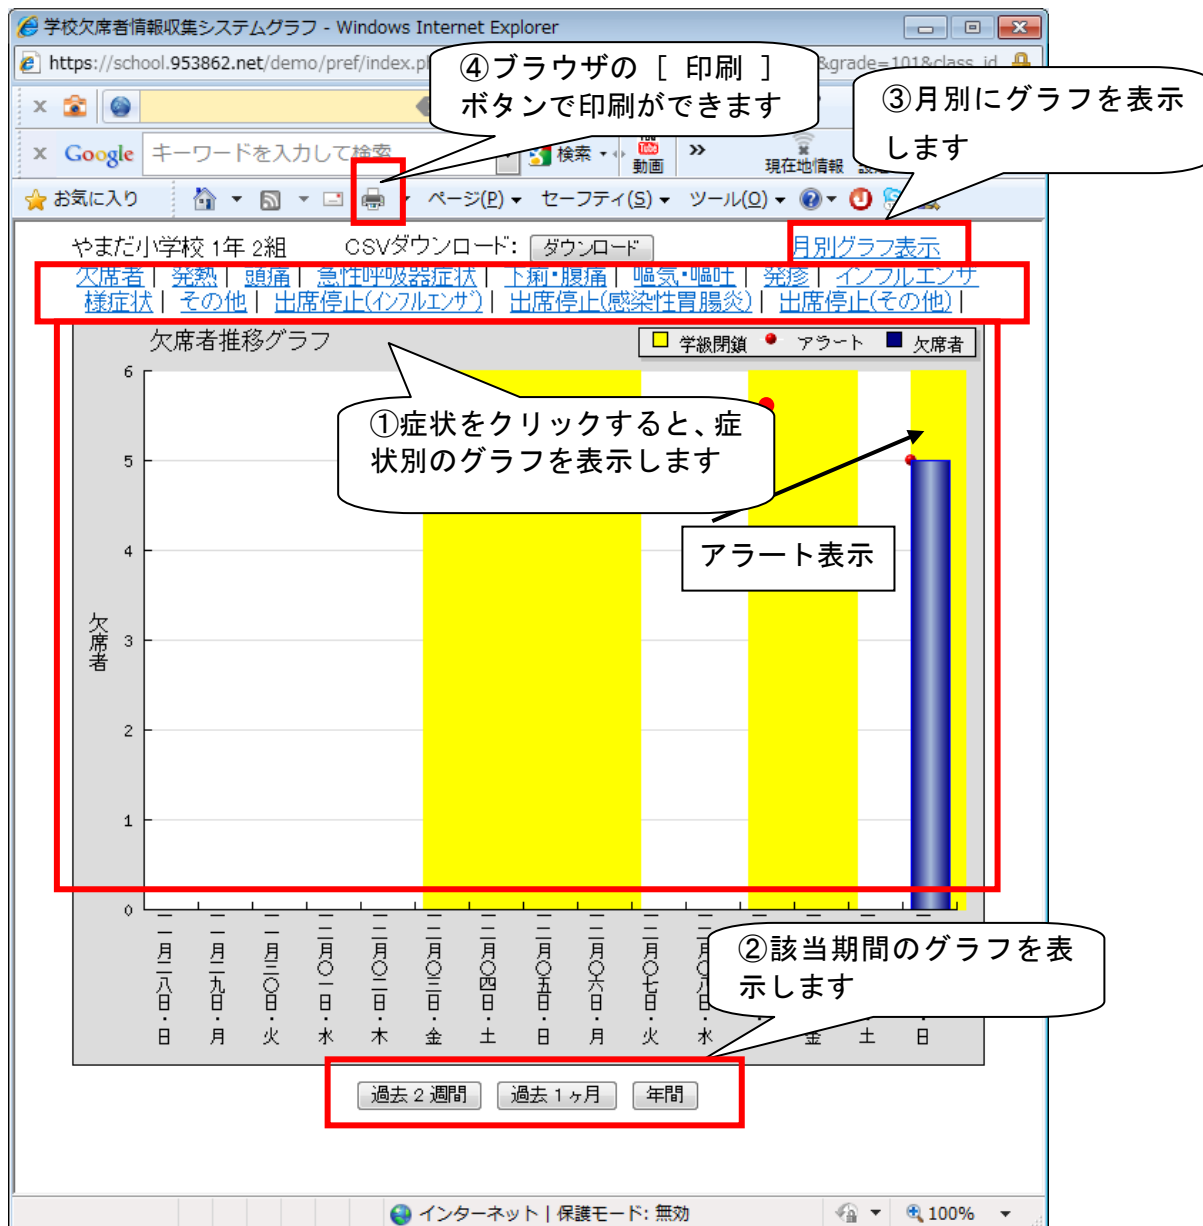 学校欠席者情報収集システムグラフ - Windows Internet Explorer
https://school.953862.net/demo/pref/index.p
&grade=101&class_id
④ブラウザの [ 印刷 ]
ボタンで印刷ができます
③月別にグラフを表示
します
x Google キーワードを入力して検索 検索 動画 » 現在地情報
お気に入り ページ(P) セーフティ(S) ツール(O)
やまだ小学校 1年 2組 CSVダウンロード: ダウンロード 月別グラフ表示
欠席者 | 発熱 | 頭痛 | 急性呼吸器症状 | 下痢・腹痛 | 嘔気・嘔吐 | 発疹 | インフルエンザ
様症状 | その他 | 出席停止(インフルエンザ) | 出席停止(感染性胃腸炎) | 出席停止(その他) |
欠席者推移グラフ
学級閉鎖 アラート 欠席者
①症状をクリックすると、症
状別のグラフを表示します
アラート表示
欠席者
6
5
4
3
2
1
0
一一月二八日・日
一一月二九日・月
一一月三〇日・火
一二月〇一日・水
一二月〇二日・木
一二月〇三日・金
一二月〇四日・土
一二月〇五日・日
一二月〇六日・月
一二月〇七日・火
一二月〇八日・水
金
土
日
②該当期間のグラフを表
示します
過去2週間 過去1ヶ月 年間
インターネット | 保護モード: 無効 100%